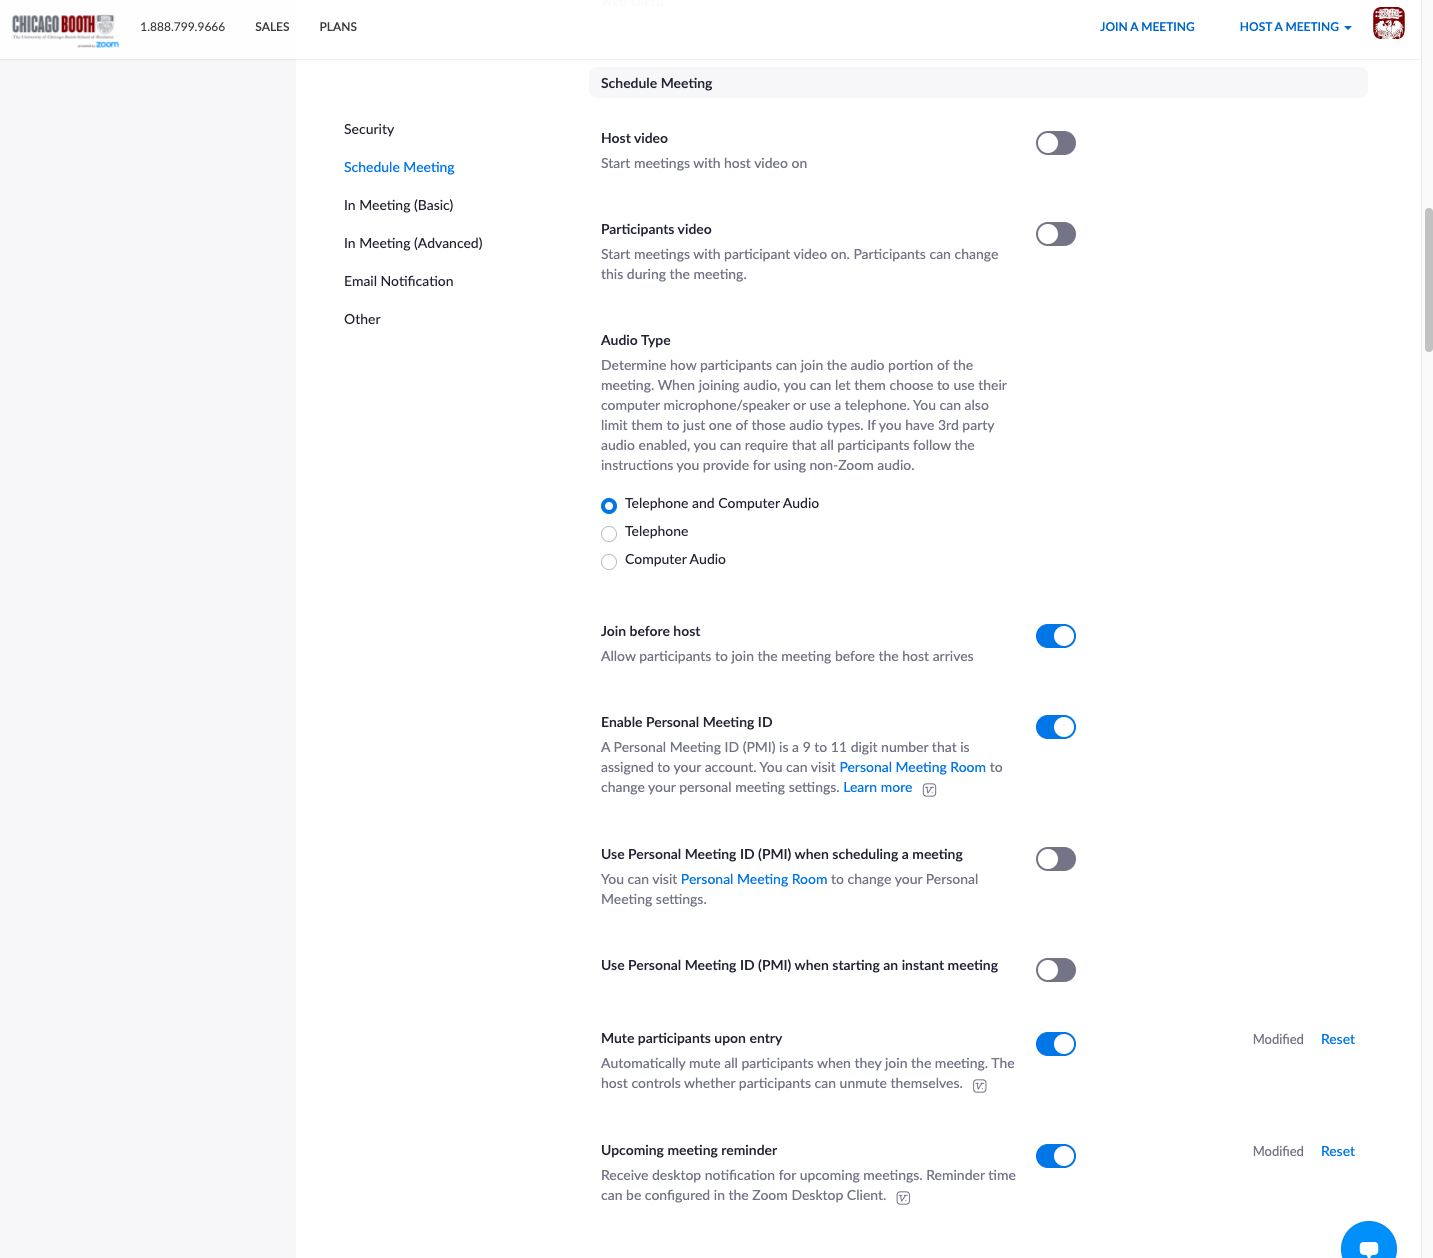 CHICAGO BOOTH
The University of Chicago Booth School of Business
powered by zoom
1.888.799.9666
SALES
PLANS
JOIN A MEETING
HOST A MEETING
Schedule Meeting
Security
Schedule Meeting
In Meeting (Basic)
In Meeting (Advanced)
Email Notification
Other
Host video
Start meetings with host video on
Participants video
Start meetings with participant video on. Participants can change
this during the meeting.
Audio Type
Determine how participants can join the audio portion of the
meeting. When joining audio, you can let them choose to use their
computer microphone/speaker or use a telephone. You can also
limit them to just one of those audio types. If you have 3rd party
audio enabled, you can require that all participants follow the
instructions you provide for using non-Zoom audio.
Telephone and Computer Audio
Telephone
Computer Audio
Join before host
Allow participants to join the meeting before the host arrives
Enable Personal Meeting ID
A Personal Meeting ID (PMI) is a 9 to 11 digit number that is
assigned to your account. You can visit Personal Meeting Room to
change your personal meeting settings. Learn more
Use Personal Meeting ID (PMI) when scheduling a meeting
You can visit Personal Meeting Room to change your Personal
Meeting settings.
Use Personal Meeting ID (PMI) when starting an instant meeting
Mute participants upon entry
Modified Reset
Automatically mute all participants when they join the meeting. The
host controls whether participants can unmute themselves.
Upcoming meeting reminder
Modified Reset
Receive desktop notification for upcoming meetings. Reminder time
can be configured in the Zoom Desktop Client.